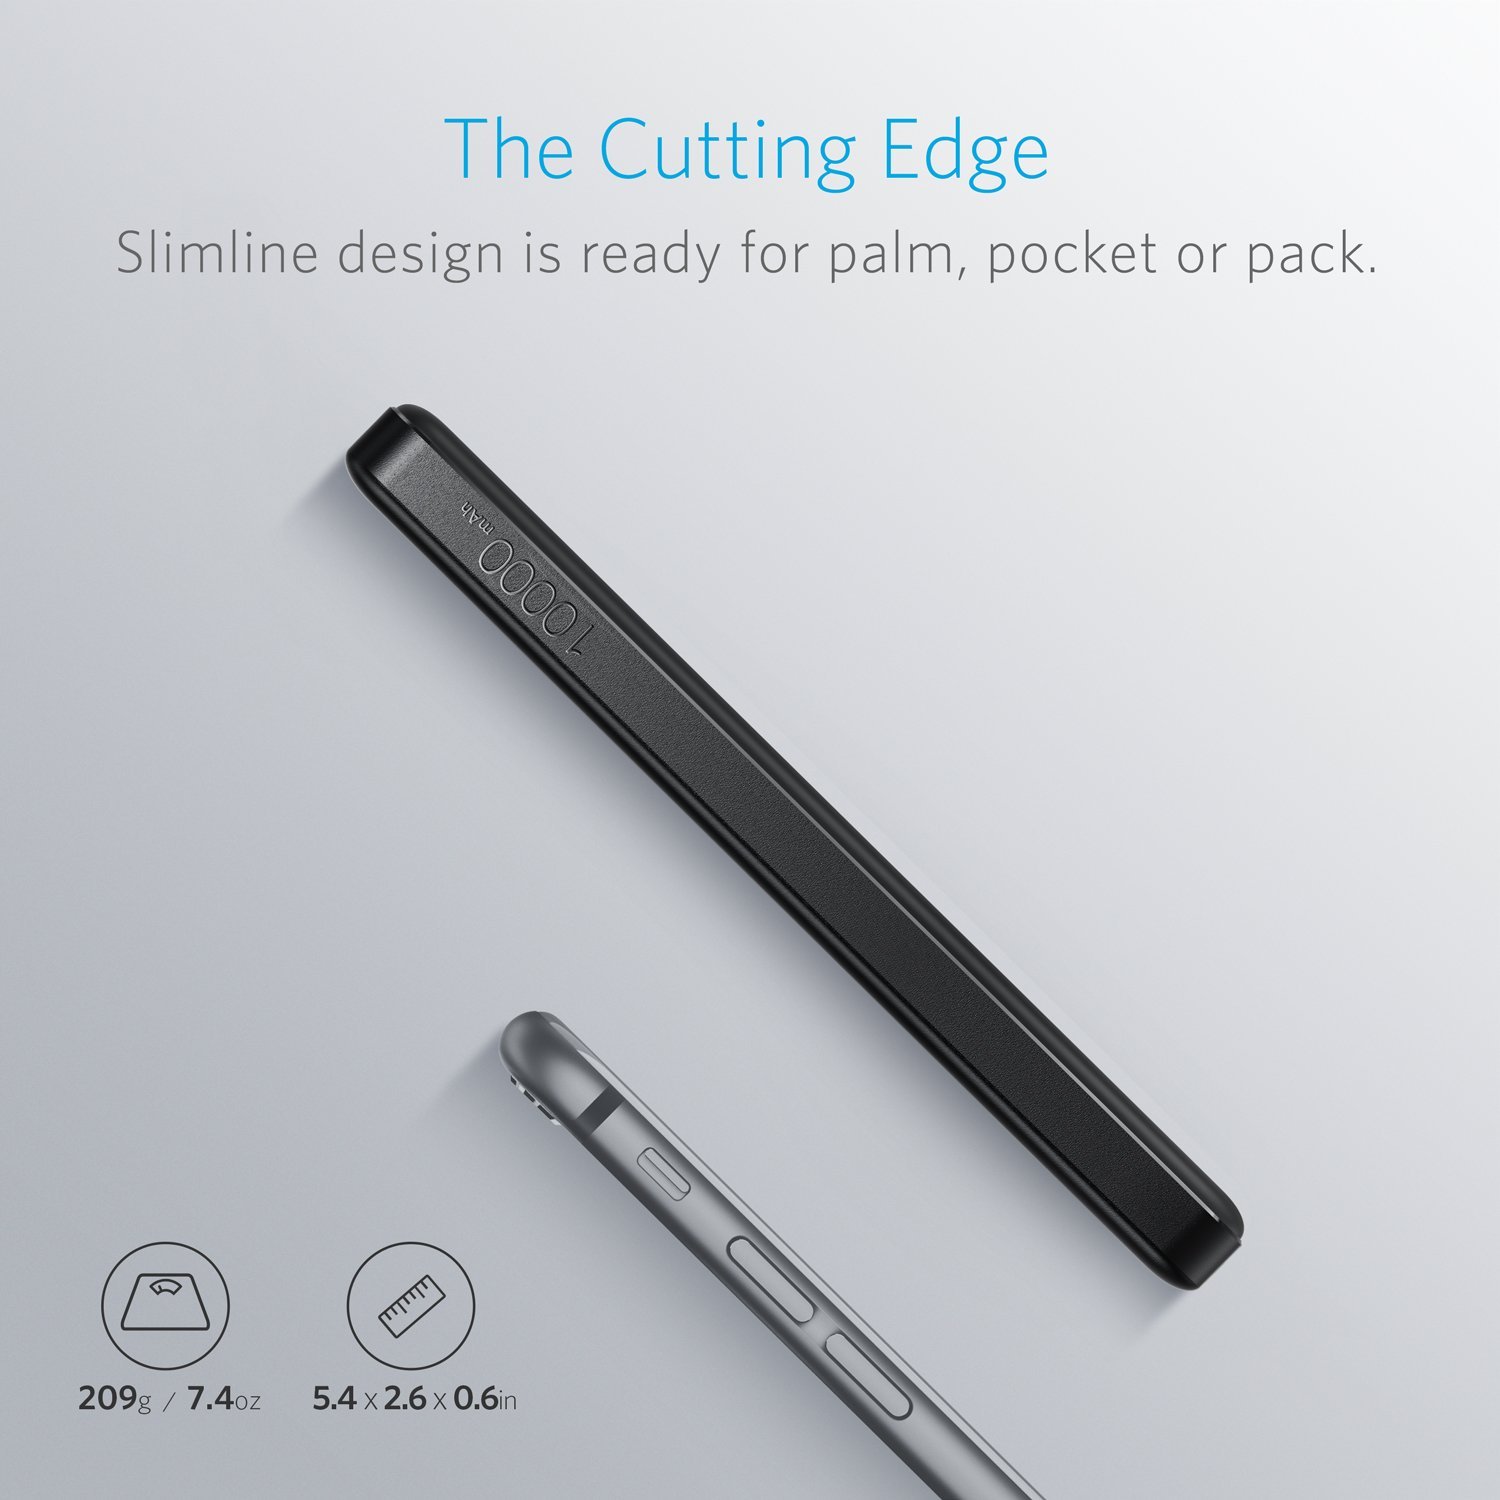 The Cutting Edge
Slimline design is ready for palm, pocket or pack.
10000 mAh
209g / 7.4oz
5.4 x 2.6 x 0.6in